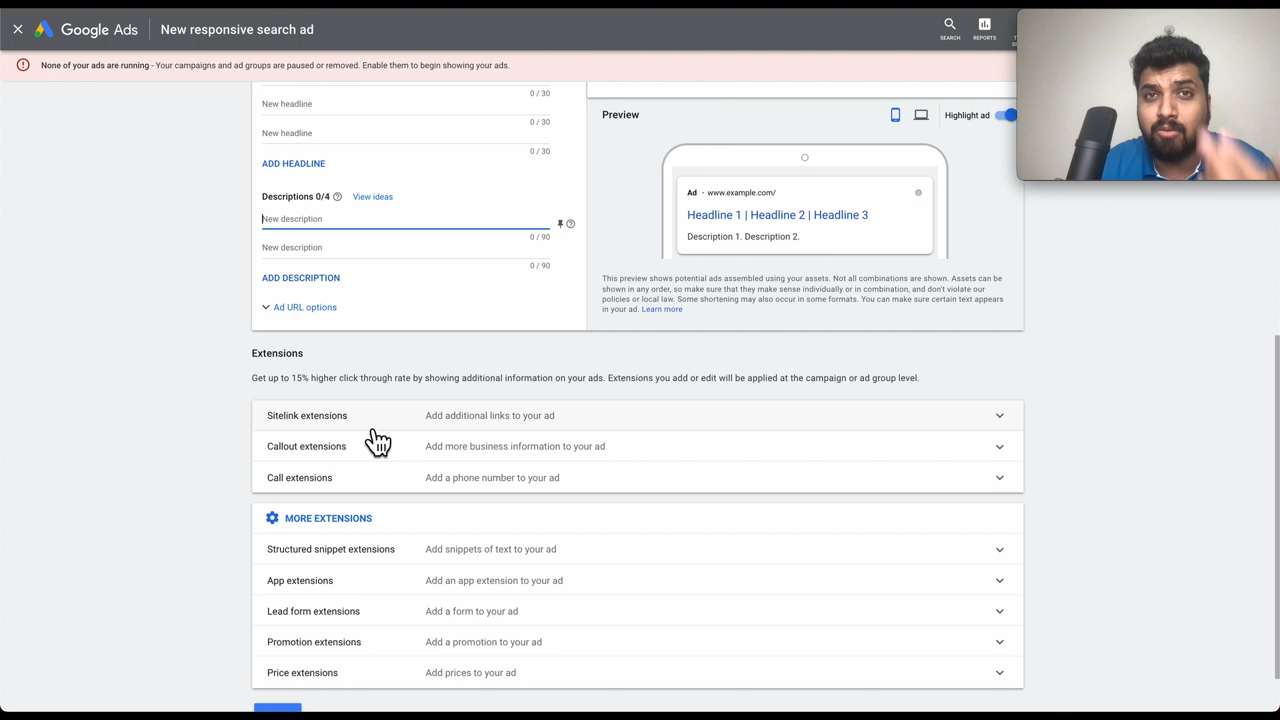 Google Ads
New responsive search ad
SEARCH
REPORTS
None of your ads are running - Your campaigns and ad groups are paused or removed. Enable them to begin showing your ads.
0 / 30
New headline
0 / 30
New headline
0 / 30
ADD HEADLINE
Descriptions 0/4
View ideas
New description
0 / 90
New description
0 / 90
ADD DESCRIPTION
Ad URL options
Preview
Highlight ad
Ad · www.example.com/
Headline 1 | Headline 2 | Headline 3
Description 1. Description 2.
This preview shows potential ads assembled using your assets. Not all combinations are shown. Assets can be
shown in any order, so make sure that they make sense individually or in combination, and don't violate our
policies or local law. Some shortening may also occur in some formats. You can make sure certain text appears
in your ad. Learn more
Extensions
Get up to 15% higher click through rate by showing additional information on your ads. Extensions you add or edit will be applied at the campaign or ad group level.
Sitelink extensions Add additional links to your ad
Callout extensions Add more business information to your ad
Call extensions Add a phone number to your ad
MORE EXTENSIONS
Structured snippet extensions Add snippets of text to your ad
App extensions Add an app extension to your ad
Lead form extensions Add a form to your ad
Promotion extensions Add a promotion to your ad
Price extensions Add prices to your ad